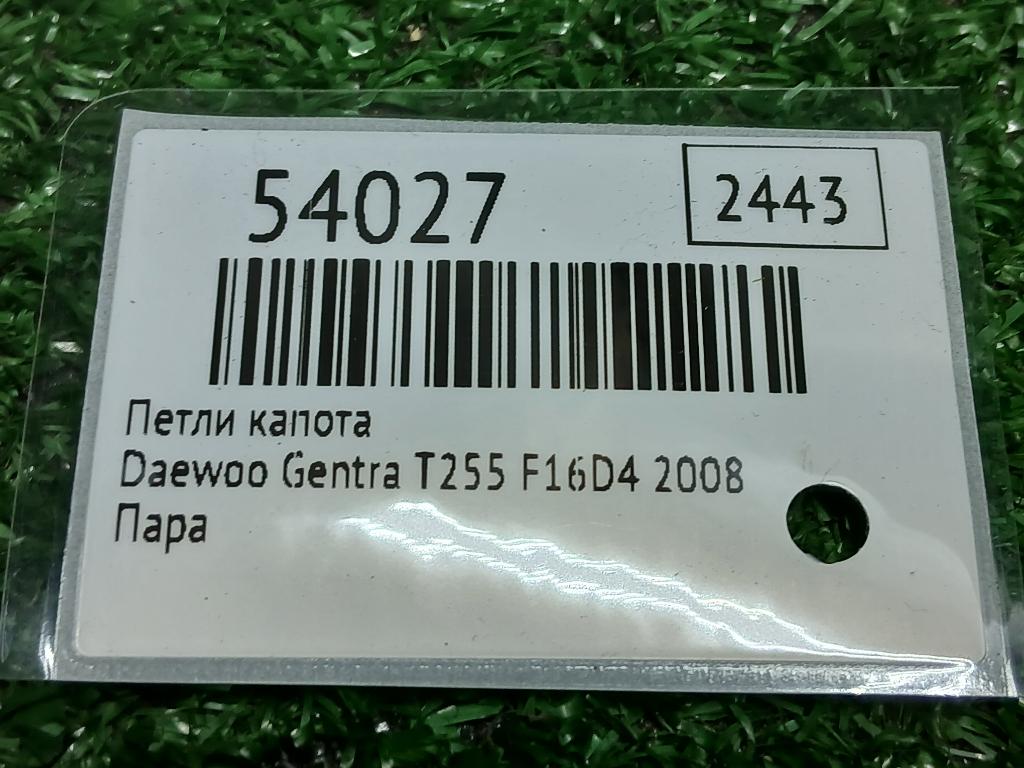 54027
2443
Петли капота
Daewoo Gentra T255 F16D4 2008
Пара